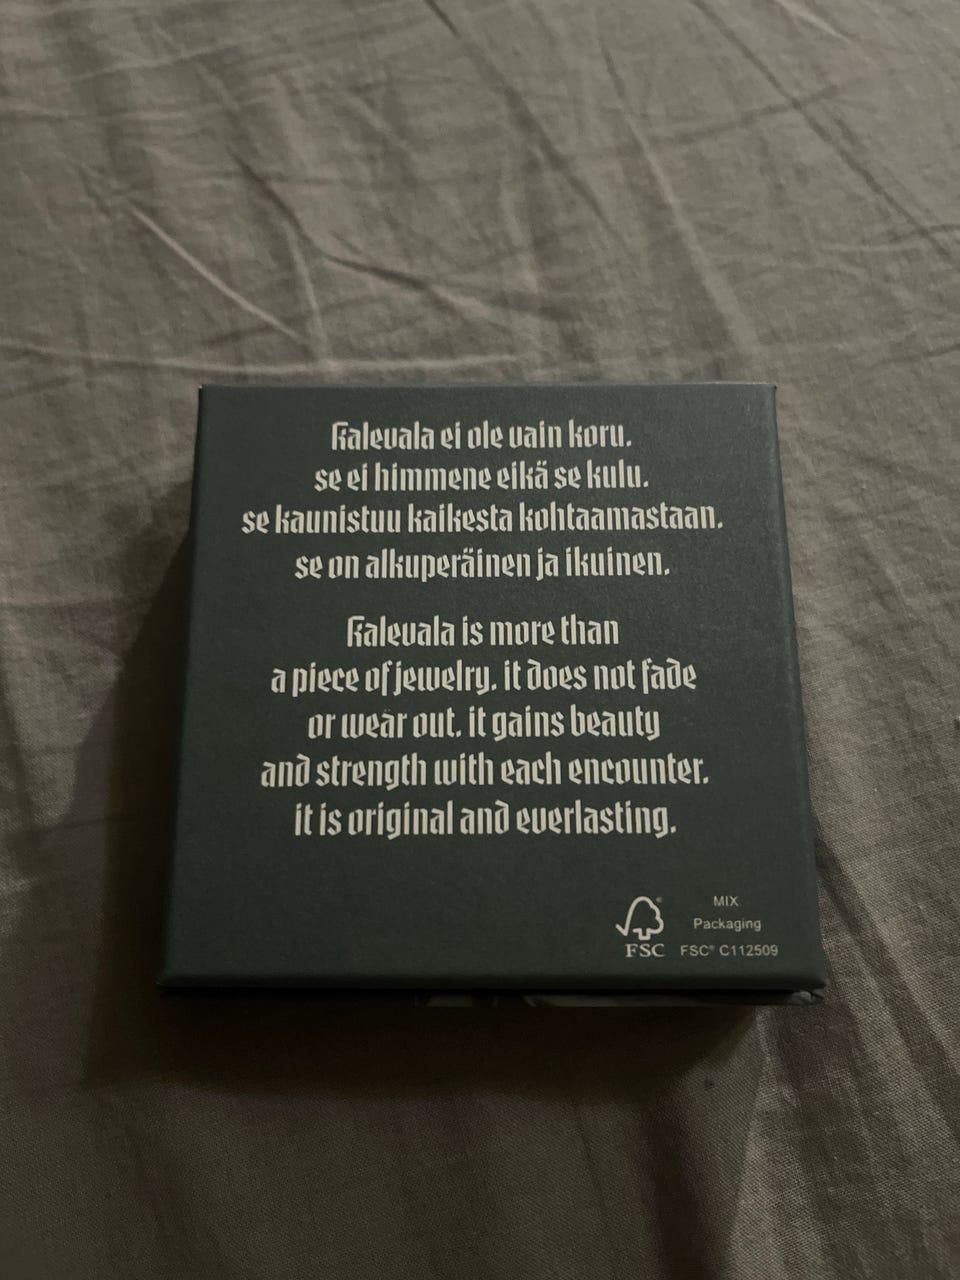 Kalevala ei ole vain koru.
se ei himmene eikä se kulu.
se kaunistuu kaikesta kohtaamastaan.
se on alkuperäinen ja ikuinen.
Kalevala is more than
a piece of jewelry. it does not fade
or wear out. it gains beauty
and strength with each encounter.
it is original and everlasting.
MIX
Packaging
FSC
FSC® C112509